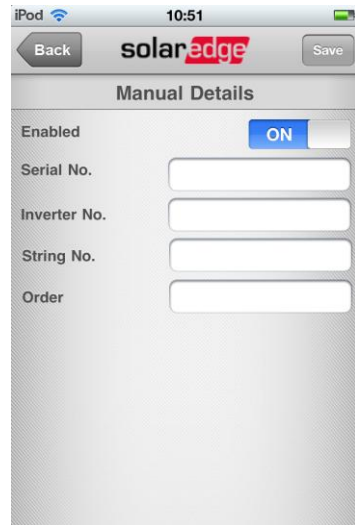 iPod 10:51
Back solaredge Save
Manual Details
Enabled ON
Serial No.
Inverter No.
String No.
Order